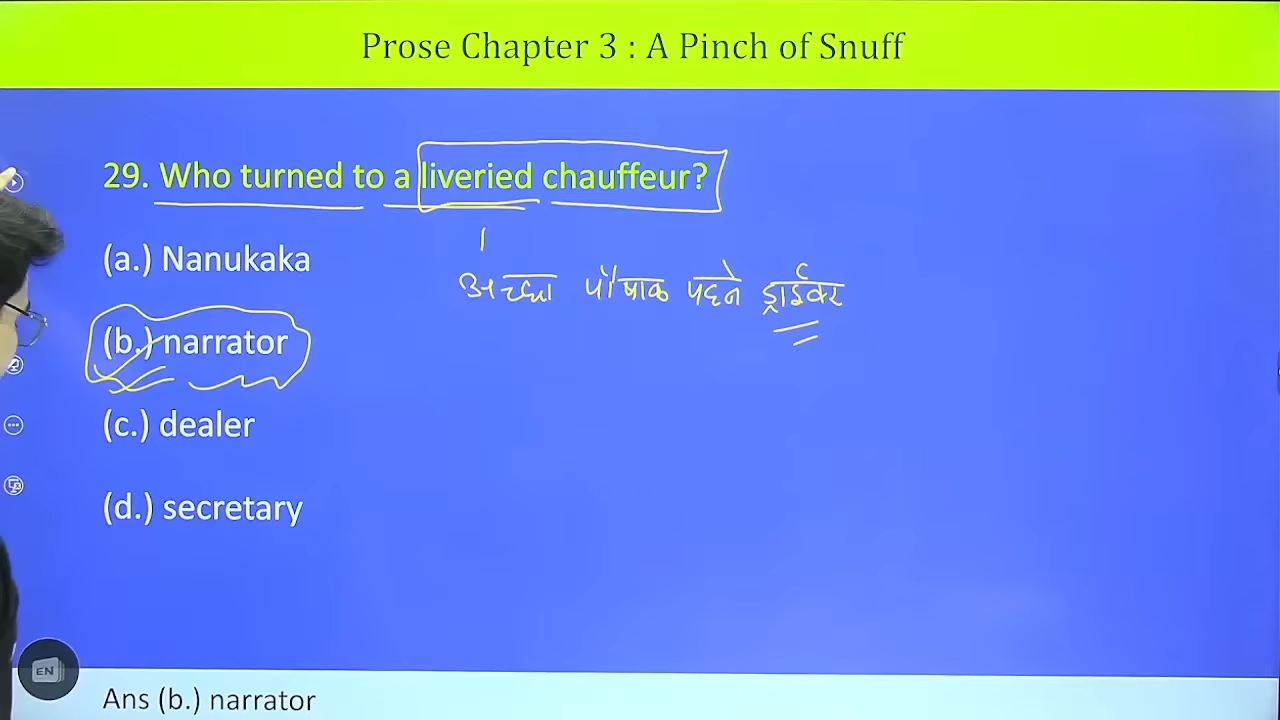 Prose Chapter 3 : A Pinch of Snuff
29. Who turned to a liveried chauffeur?
(a.) Nanukaka
अच्छा पोषाक पहने ड्राईवर
(b.) narrator
(c.) dealer
(d.) secretary
EN
Ans (b.) narrator